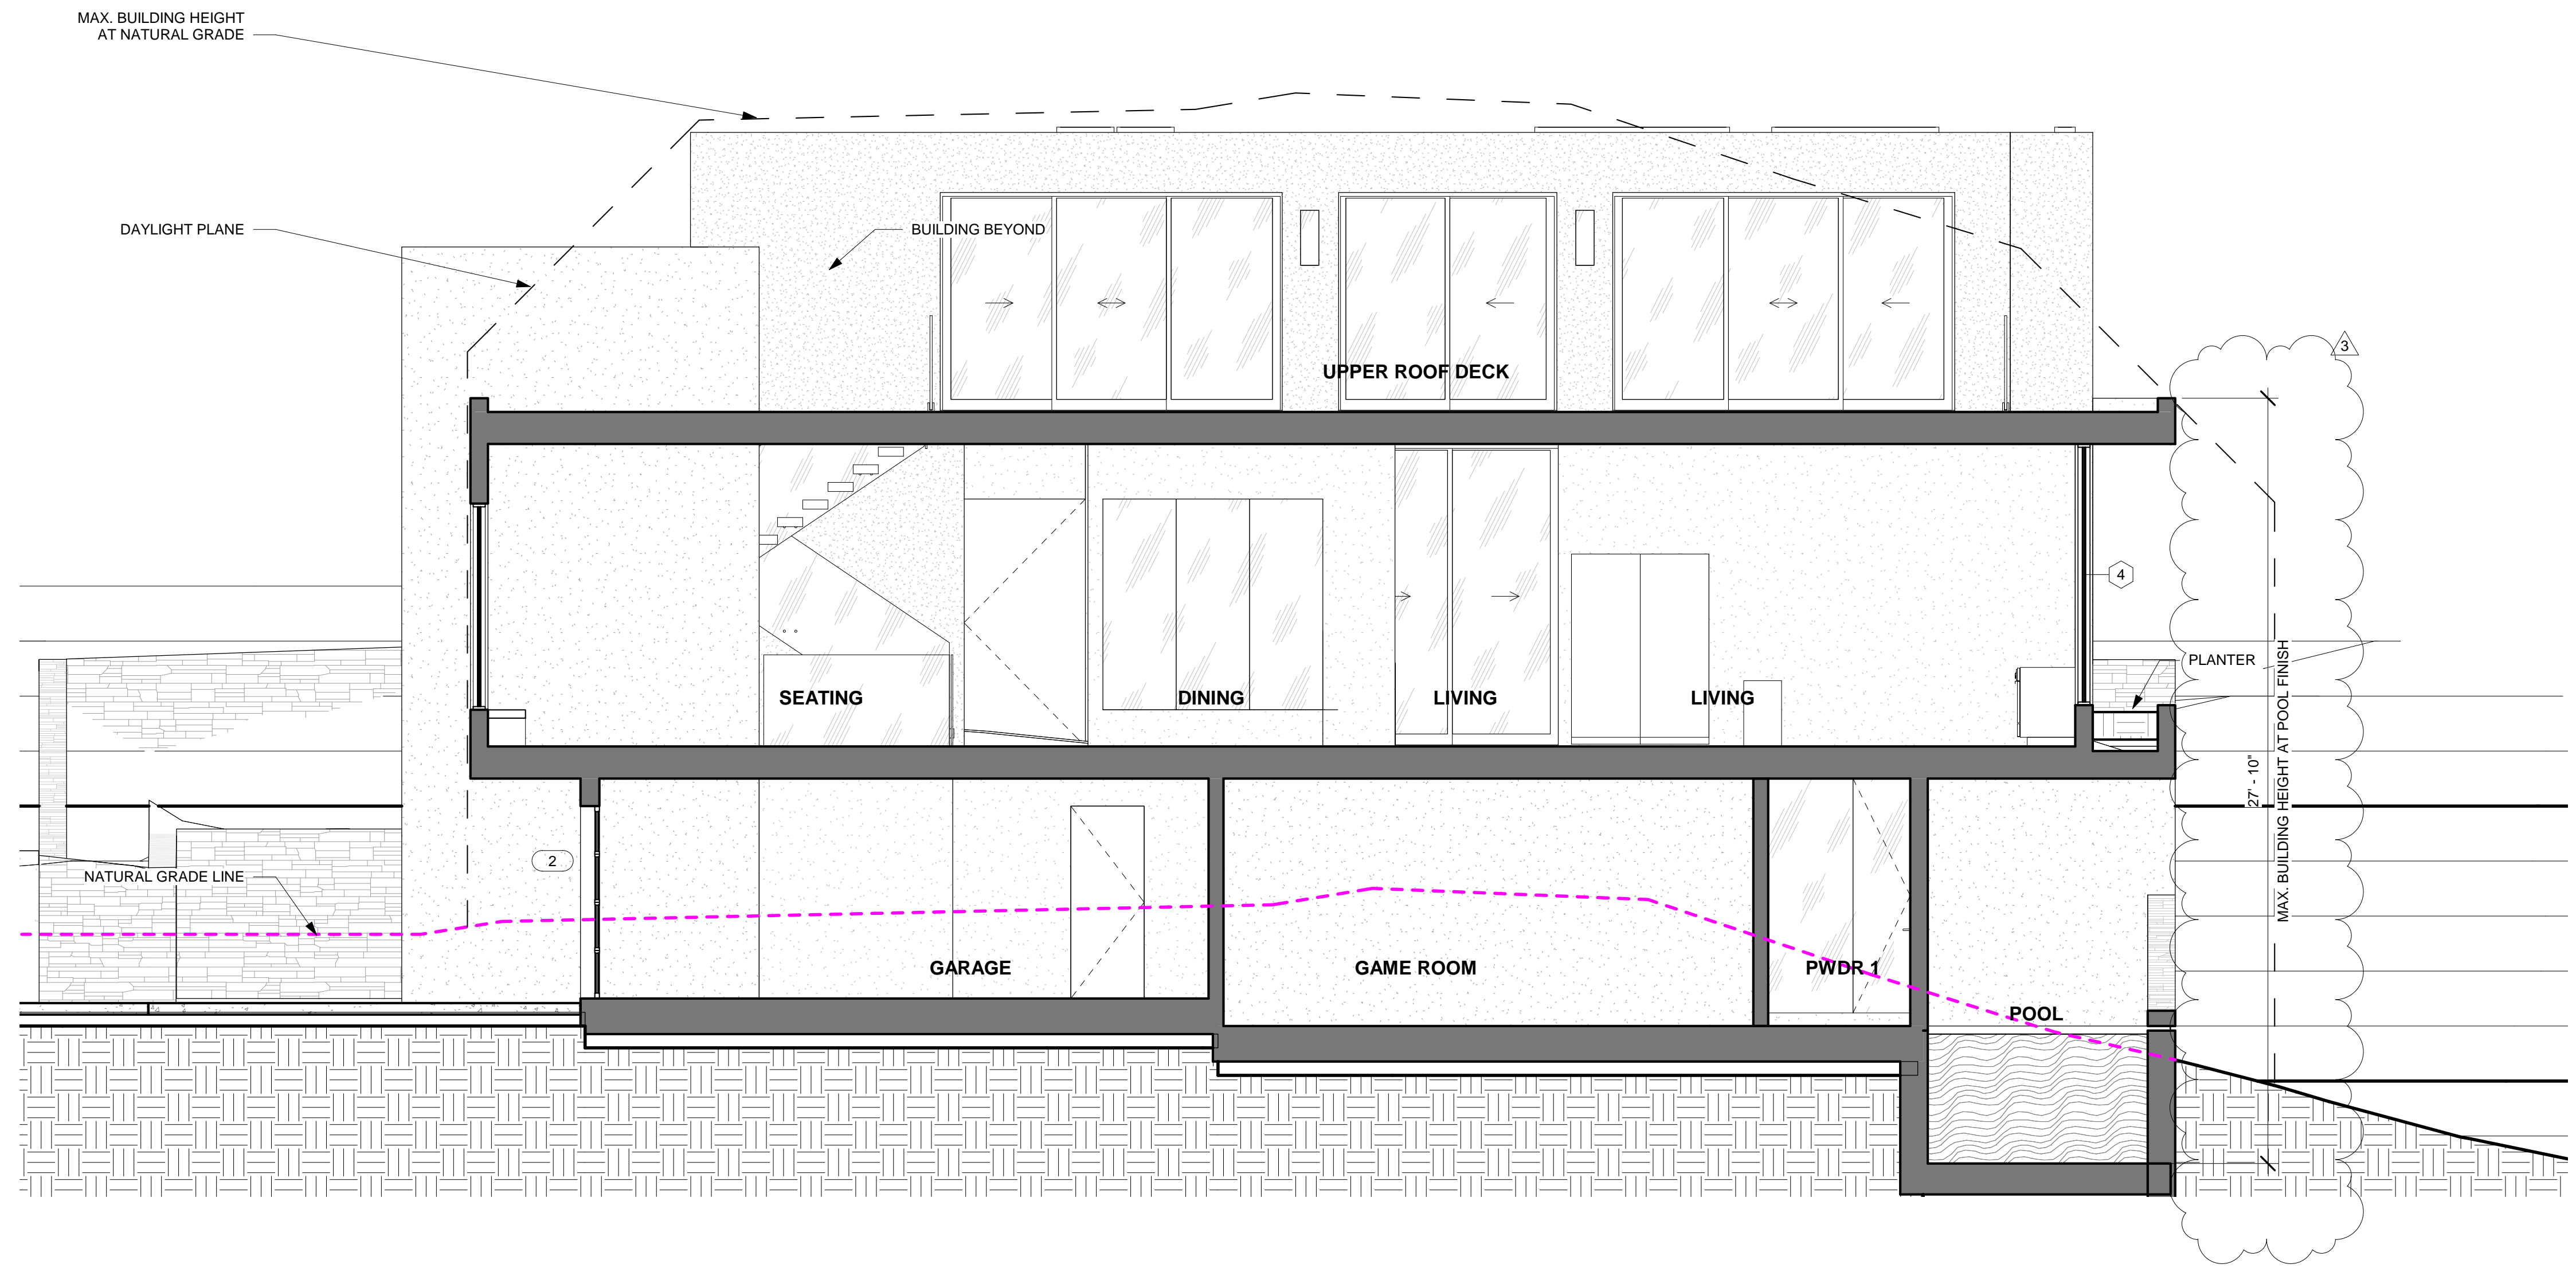 MAX. BUILDING HEIGHT
AT NATURAL GRADE
DAYLIGHT PLANE
BUILDING BEYOND
3
UPPER ROOF DECK
4
PLANTER
SEATING
DINING
LIVING
LIVING
27' - 10"
MAX. BUILDING HEIGHT AT POOL FINISH
2
NATURAL GRADE LINE
GARAGE
GAME ROOM
PWDR 1
POOL